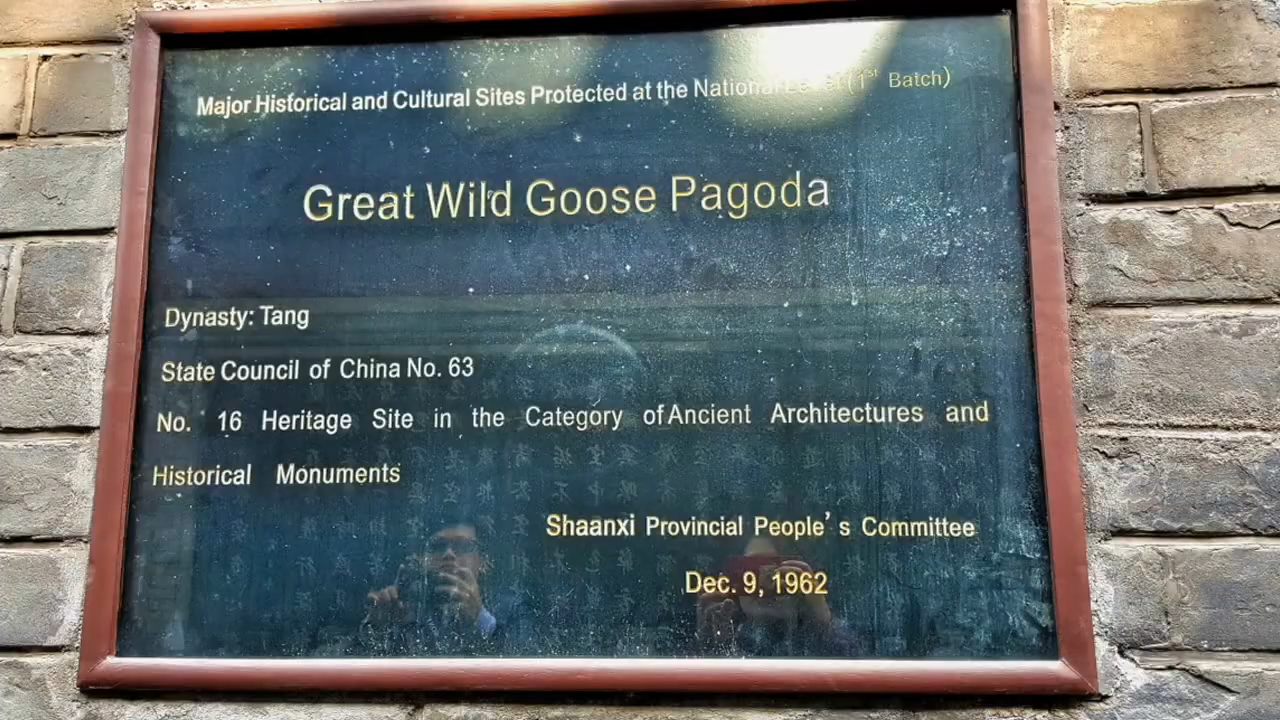 Major Historical and Cultural Sites Protected at the National Level (1st Batch)
Great Wild Goose Pagoda
Dynasty: Tang
State Council of China No. 63
No. 16 Heritage Site in the Category of Ancient Architectures and
Historical Monuments
Shaanxi Provincial People's Committee
Dec. 9, 1962